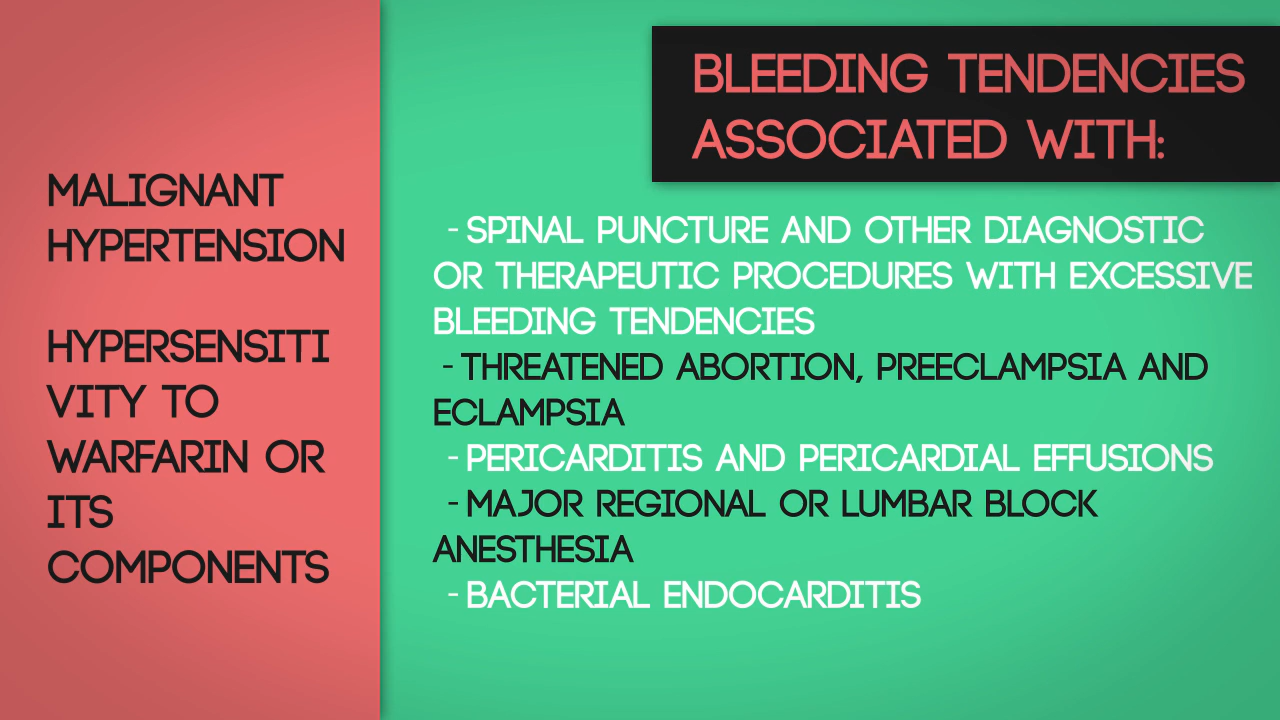 MALIGNANT
HYPERTENSION
HYPERSENSITI
VITY TO
WARFARIN OR
ITS
COMPONENTS
BLEEDING TENDENCIES
ASSOCIATED WITH:
- SPINAL PUNCTURE AND OTHER DIAGNOSTIC
OR THERAPEUTIC PROCEDURES WITH EXCESSIVE
BLEEDING TENDENCIES
- THREATENED ABORTION, PREECLAMPSIA AND
ECLAMPSIA
- PERICARDITIS AND PERICARDIAL EFFUSIONS
- MAJOR REGIONAL OR LUMBAR BLOCK
ANESTHESIA
- BACTERIAL ENDOCARDITIS